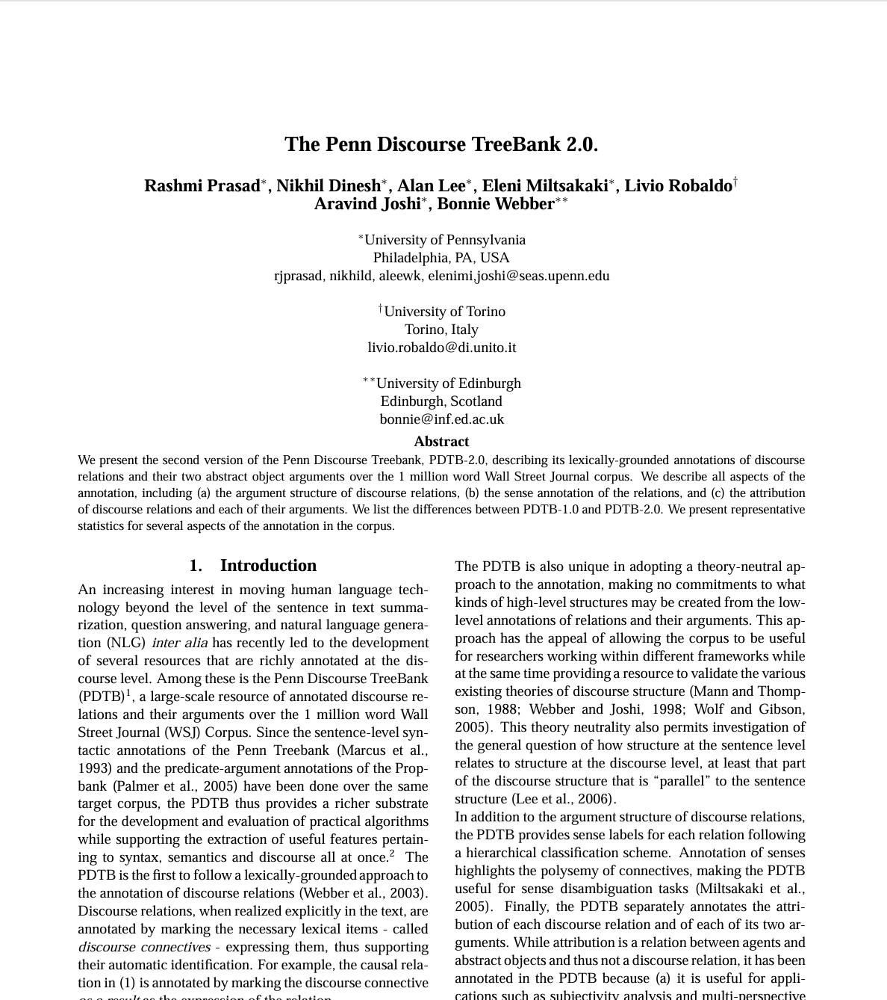 The Penn Discourse TreeBank 2.0.
Rashmi Prasad*, Nikhil Dinesh*, Alan Lee*, Eleni Miltsakaki*, Livio Robaldo†
Aravind Joshi*, Bonnie Webber**
*University of Pennsylvania
Philadelphia, PA, USA
rjprasad, nikhild, aleewk, elenimi,joshi@seas.upenn.edu
†University of Torino
Torino, Italy
livio.robaldo@di.unito.it
**University of Edinburgh
Edinburgh, Scotland
bonnie@inf.ed.ac.uk
Abstract
We present the second version of the Penn Discourse Treebank, PDTB-2.0, describing its lexically-grounded annotations of discourse
relations and their two abstract object arguments over the 1 million word Wall Street Journal corpus. We describe all aspects of the
annotation, including (a) the argument structure of discourse relations, (b) the sense annotation of the relations, and (c) the attribution
of discourse relations and each of their arguments. We list the differences between PDTB-1.0 and PDTB-2.0. We present representative
statistics for several aspects of the annotation in the corpus.
1. Introduction
An increasing interest in moving human language tech-
nology beyond the level of the sentence in text summa-
rization, question answering, and natural language genera-
tion (NLG) inter alia has recently led to the development
of several resources that are richly annotated at the dis-
course level. Among these is the Penn Discourse TreeBank
(PDTB)1, a large-scale resource of annotated discourse re-
lations and their arguments over the 1 million word Wall
Street Journal (WSJ) Corpus. Since the sentence-level syn-
tactic annotations of the Penn Treebank (Marcus et al.,
1993) and the predicate-argument annotations of the Prop-
bank (Palmer et al., 2005) have been done over the same
target corpus, the PDTB thus provides a richer substrate
for the development and evaluation of practical algorithms
while supporting the extraction of useful features pertain-
ing to syntax, semantics and discourse all at once.2 The
PDTB is the first to follow a lexically-grounded approach to
the annotation of discourse relations (Webber et al., 2003).
Discourse relations, when realized explicitly in the text, are
annotated by marking the necessary lexical items - called
discourse connectives - expressing them, thus supporting
their automatic identification. For example, the causal rela-
tion in (1) is annotated by marking the discourse connective
as a result as the expression of the relation.
The PDTB is also unique in adopting a theory-neutral ap-
proach to the annotation, making no commitments to what
kinds of high-level structures may be created from the low-
level annotations of relations and their arguments. This ap-
proach has the appeal of allowing the corpus to be useful
for researchers working within different frameworks while
at the same time providing a resource to validate the various
existing theories of discourse structure (Mann and Thomp-
son, 1988; Webber and Joshi, 1998; Wolf and Gibson,
2005). This theory neutrality also permits investigation of
the general question of how structure at the sentence level
relates to structure at the discourse level, at least that part
of the discourse structure that is “parallel” to the sentence
structure (Lee et al., 2006).
In addition to the argument structure of discourse relations,
the PDTB provides sense labels for each relation following
a hierarchical classification scheme. Annotation of senses
highlights the polysemy of connectives, making the PDTB
useful for sense disambiguation tasks (Miltsakaki et al.,
2005). Finally, the PDTB separately annotates the attri-
bution of each discourse relation and of each of its two ar-
guments. While attribution is a relation between agents and
abstract objects and thus not a discourse relation, it has been
annotated in the PDTB because (a) it is useful for appli-
cations such as subjectivity analysis and multi-perspective